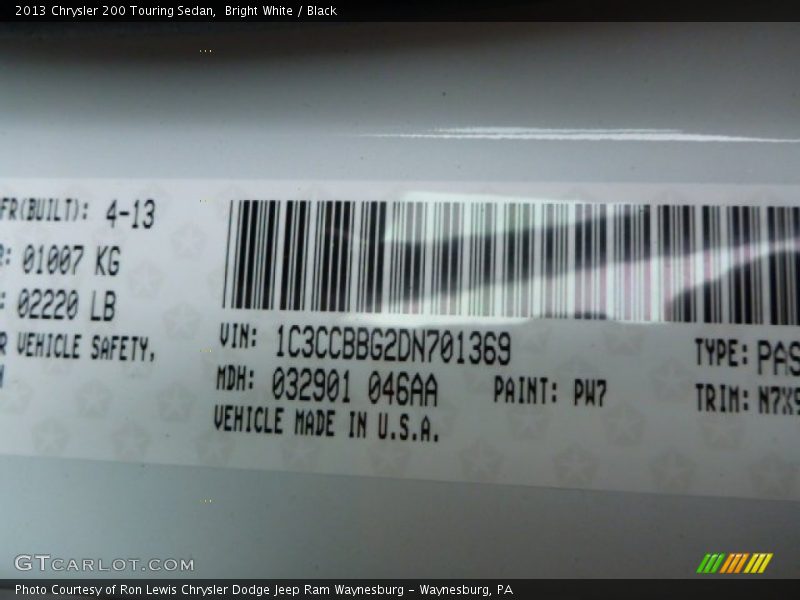 2013 Chrysler 200 Touring Sedan, Bright White / Black
FR(BUILT): 4-13
: 01007 KG
: 02220 LB
VEHICLE SAFETY.
VIN: 1C3CCBBG2DN701369
MDH: 032901 046AA
PAINT: PW7
VEHICLE MADE IN U.S.A.
TYPE: PAS
TRIM: N7X9
GTCARLOT.COM
Photo Courtesy of Ron Lewis Chrysler Dodge Jeep Ram Waynesburg - Waynesburg, PA